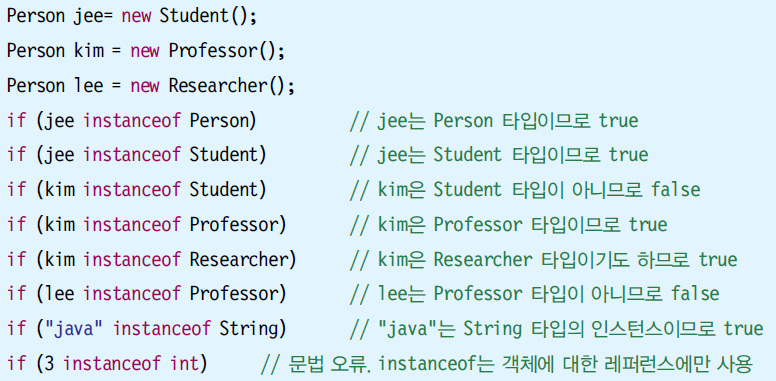 Person jee= new Student();
Person kim = new Professor();
Person lee = new Researcher();
if (jee instanceof Person) // jee는 Person 타입이므로 true
if (jee instanceof Student) // jee는 Student 타입이므로 true
if (kim instanceof Student) // kim은 Student 타입이 아니므로 false
if (kim instanceof Professor) // kim은 Professor 타입이므로 true
if (kim instanceof Researcher) // kim은 Researcher 타입이기도 하므로 true
if (lee instanceof Professor) // lee는 Professor 타입이 아니므로 false
if ("java" instanceof String) // "java"는 String 타입의 인스턴스이므로 true
if (3 instanceof int) // 문법 오류. instanceof는 객체에 대한 레퍼런스에만 사용